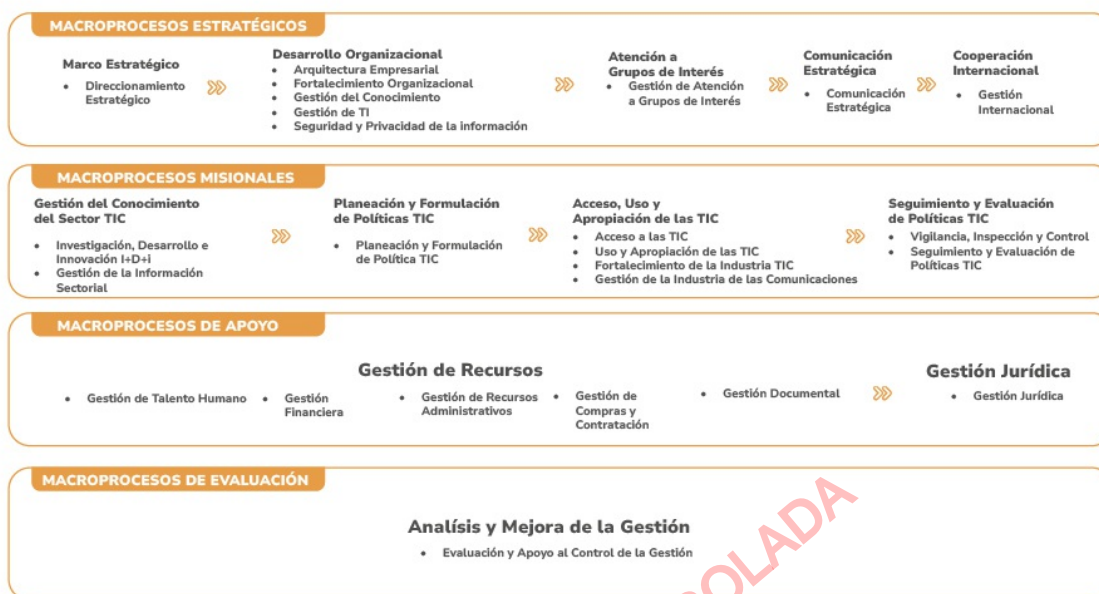 MACROPROCESOS ESTRATÉGICOS
Marco Estratégico
• Direccionamiento
Estratégico
Desarrollo Organizacional
• Arquitectura Empresarial
• Fortalecimiento Organizacional
• Gestión del Conocimiento
• Gestión de TI
• Seguridad y Privacidad de la información
Atención a
Grupos de Interés
• Gestión de Atención
a Grupos de Interés
Comunicación
Estratégica
• Comunicación
Estratégica
Cooperación
Internacional
• Gestión
Internacional
MACROPROCESOS MISIONALES
Gestión del Conocimiento
del Sector TIC
• Investigación, Desarrollo e
Innovación I+D+i
• Gestión de la Información
Sectorial
Planeación y Formulación
de Políticas TIC
• Planeación y Formulación
de Política TIC
Acceso, Uso y
Apropiación de las TIC
• Acceso a las TIC
• Uso y Apropiación de las TIC
• Fortalecimiento de la Industria TIC
• Gestión de la Industria de las Comunicaciones
Seguimiento y Evaluación
de Políticas TIC
• Vigilancia, Inspección y Control
• Seguimiento y Evaluación de
Políticas TIC
MACROPROCESOS DE APOYO
Gestión de Recursos
• Gestión de Talento Humano
• Gestión
Financiera
• Gestión de Recursos
Administrativos
• Gestión de
Compras y
Contratación
• Gestión Documental
Gestión Jurídica
• Gestión Jurídica
MACROPROCESOS DE EVALUACIÓN
Analísis y Mejora de la Gestión
• Evaluación y Apoyo al Control de la Gestión